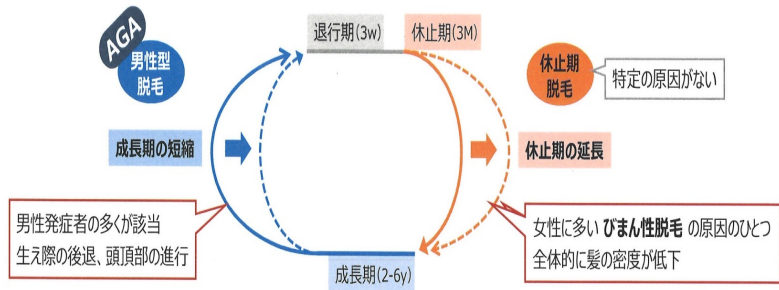 AGA
男性型
脱毛
退行期(3w)
休止期(3M)
休止期
脱毛
特定の原因がない
成長期の短縮
休止期の延長
男性発症者の多くが該当
生え際の後退、頭頂部の進行
女性に多い びまん性脱毛 の原因のひとつ
全体的に髪の密度が低下
成長期(2-6y)